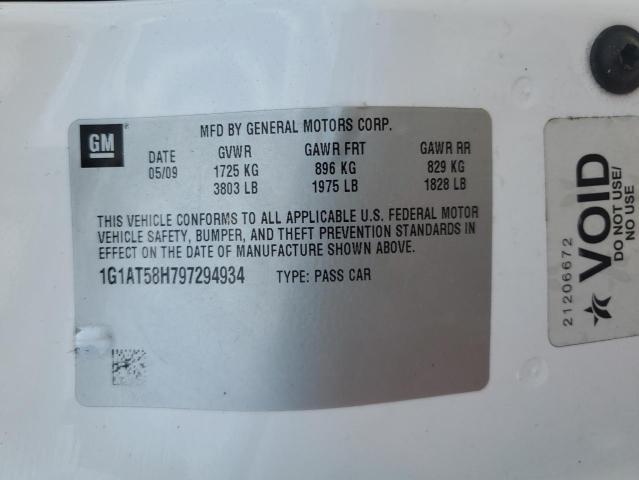 GM
MFD BY GENERAL MOTORS CORP.
DATE GVWR GAWR FRT GAWR RR
05/09 1725 KG 896 KG 829 KG
3803 LB 1975 LB 1828 LB
THIS VEHICLE CONFORMS TO ALL APPLICABLE U.S. FEDERAL MOTOR
VEHICLE SAFETY, BUMPER, AND THEFT PREVENTION STANDARDS IN
EFFECT ON THE DATE OF MANUFACTURE SHOWN ABOVE.
1G1AT58H797294934 TYPE: PASS CAR
21206672
VOID
DO NOT USE/
DO NOT